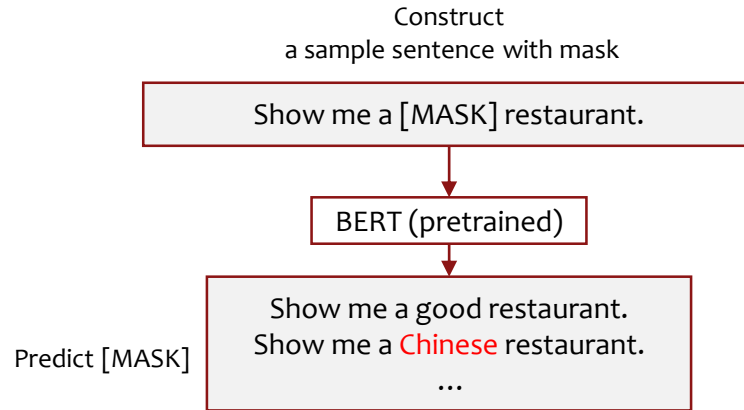 Construct
a sample sentence with mask
Show me a [MASK] restaurant.
BERT (pretrained)
Show me a good restaurant.
Show me a Chinese restaurant.
...
Predict [MASK]